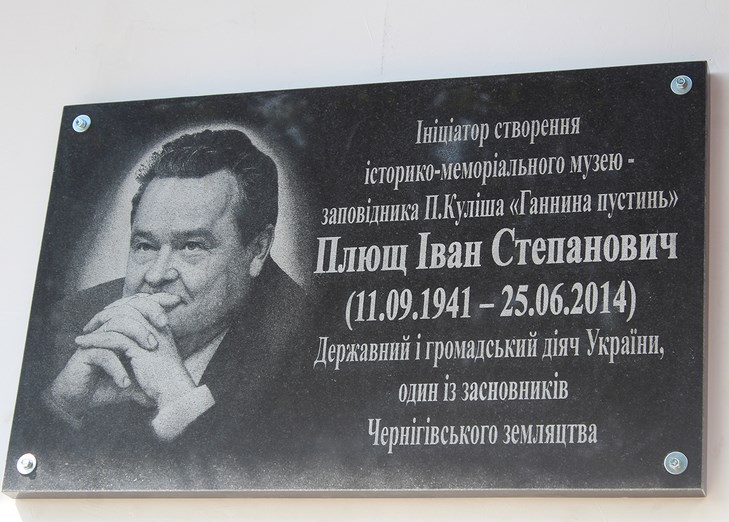 Ініціатор створення
історико-меморіального музею -
заповідника П.Куліша «Ганнина пустинь»
Плющ Іван Степанович
(11.09.1941 – 25.06.2014)
Державний і громадський діяч України,
один із засновників
Чернігівського земляцтва